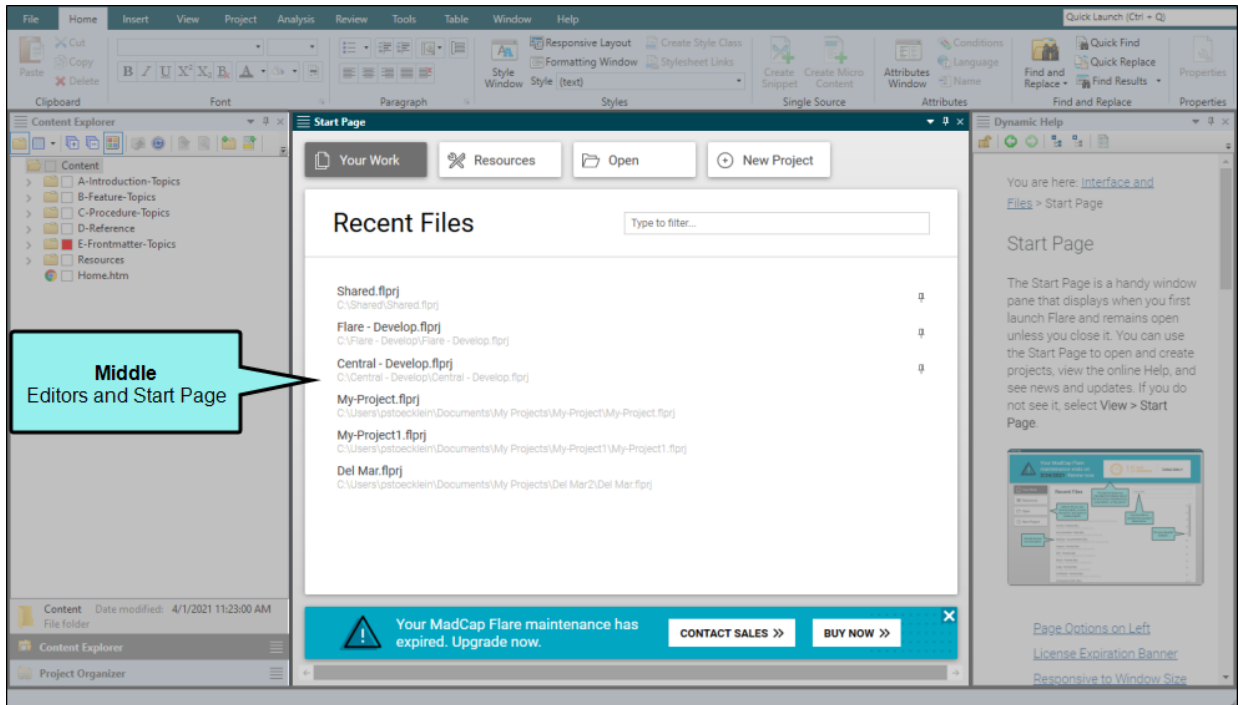 File Home Insert View Project Analysis Review Tools Table Window Help
Quick Launch (Ctrl + Q)
Paste
Cut
Copy
Delete
Clipboard
B I U X² X₂ B A
Font
Paragraph
Style Window
Responsive Layout
Formatting Window
Style (text)
Create Style Class
Stylesheet Links
Styles
Create Snippet
Create Micro Content
Single Source
Attributes Window
Conditions
Language
Name
Attributes
Find and Replace
Quick Find
Quick Replace
Find Results
Find and Replace
Properties
Properties
Content Explorer
Content
A-Introduction-Topics
B-Feature-Topics
C-Procedure-Topics
D-Reference
E-Frontmatter-Topics
Resources
Home.htm
Middle
Editors and Start Page
Content Date modified: 4/1/2021 11:23:00 AM
File folder
Content Explorer
Project Organizer
Start Page
Your Work
Resources
Open
New Project
Recent Files
Type to filter...
Shared.flprj
C:\Shared\Shared.flprj
Flare - Develop.flprj
C:\Flare - Develop\Flare - Develop.flprj
Central - Develop.flprj
C:\Central - Develop\Central - Develop.flprj
My-Project.flprj
C:\Users\pstoecklein\Documents\My Projects\My-Project\My-Project.flprj
My-Project1.flprj
C:\Users\pstoecklein\Documents\My Projects\My-Project1\My-Project1.flprj
Del Mar.flprj
C:\Users\pstoecklein\Documents\My Projects\Del Mar2\Del Mar.flprj
Your MadCap Flare maintenance has
expired. Upgrade now.
CONTACT SALES
BUY NOW
Dynamic Help
You are here: Interface and
Files > Start Page
Start Page
The Start Page is a handy window
pane that displays when you first
launch Flare and remains open
unless you close it. You can use
the Start Page to open and create
projects, view the online Help, and
see news and updates. If you do
not see it, select View > Start
Page.
Recent Files
Page Options on Left
License Expiration Banner
Responsive to Window Size